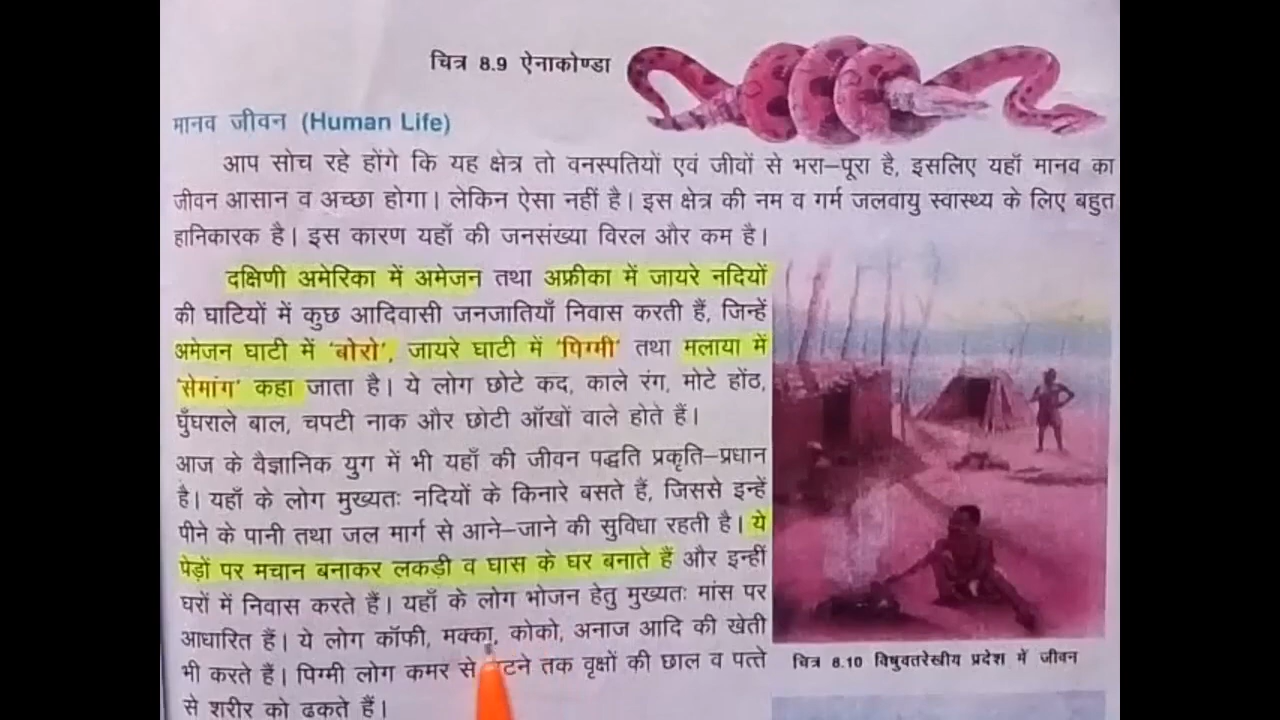 चित्र 8.9 ऐनाकोण्डा
मानव जीवन (Human Life)
आप सोच रहे होंगे कि यह क्षेत्र तो वनस्पतियों एवं जीवों से भरा–पूरा है, इसलिए यहाँ मानव का
जीवन आसान व अच्छा होगा। लेकिन ऐसा नहीं है। इस क्षेत्र की नम व गर्म जलवायु स्वास्थ्य के लिए बहुत
हानिकारक है। इस कारण यहाँ की जनसंख्या विरल और कम है।
दक्षिणी अमेरिका में अमेजन तथा अफ्रीका में जायरे नदियों
की घाटियों में कुछ आदिवासी जनजातियाँ निवास करती हैं, जिन्हें
अमेजन घाटी में 'बोरो', जायरे घाटी में 'पिग्मी' तथा मलाया में
'सेमांग' कहा जाता है। ये लोग छोटे कद, काले रंग, मोटे होंठ,
घुँघराले बाल, चपटी नाक और छोटी आँखों वाले होते हैं।
आज के वैज्ञानिक युग में भी यहाँ की जीवन पद्धति प्रकृति–प्रधान
है। यहाँ के लोग मुख्यतः नदियों के किनारे बसते हैं, जिससे इन्हें
पीने के पानी तथा जल मार्ग से आने–जाने की सुविधा रहती है। ये
पेड़ों पर मचान बनाकर लकड़ी व घास के घर बनाते हैं और इन्हीं
घरों में निवास करते हैं। यहाँ के लोग भोजन हेतु मुख्यतः मांस पर
आधारित हैं। ये लोग कॉफी, मक्का, कोको, अनाज आदि की खेती
भी करते हैं। पिग्मी लोग कमर से तक वृक्षों की छाल व पत्ते
से शरीर को ढकते हैं।
चित्र 8.10 विषुवतरेखीय प्रदेश में जीवन